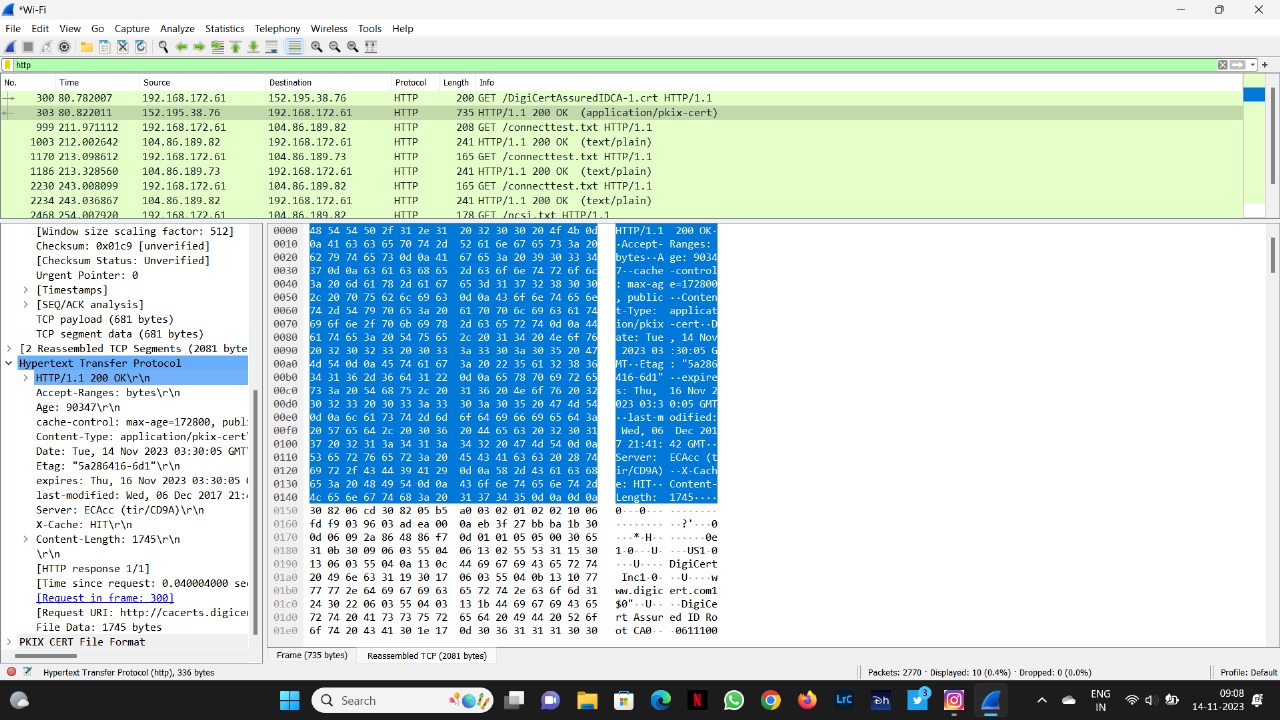 *Wi-Fi
File Edit View Go Capture Analyze Statistics Telephony Wireless Tools Help
http
No. Time Source Destination Protocol Length Info
300 80.782007 192.168.172.61 152.195.38.76 HTTP 200 GET /DigiCertAssuredIDCA-1.crt HTTP/1.1
303 80.822011 152.195.38.76 192.168.172.61 HTTP 735 HTTP/1.1 200 OK (application/pkix-cert)
999 211.971112 192.168.172.61 104.86.189.82 HTTP 208 GET /connecttest.txt HTTP/1.1
1003 212.002642 104.86.189.82 192.168.172.61 HTTP 241 HTTP/1.1 200 OK (text/plain)
1170 213.098612 192.168.172.61 104.86.189.73 HTTP 165 GET /connecttest.txt HTTP/1.1
1186 213.328560 104.86.189.73 192.168.172.61 HTTP 241 HTTP/1.1 200 OK (text/plain)
2230 243.008099 192.168.172.61 104.86.189.82 HTTP 165 GET /connecttest.txt HTTP/1.1
2234 243.036867 104.86.189.82 192.168.172.61 HTTP 241 HTTP/1.1 200 OK (text/plain)
2468 254.007920 192.168.172.61 104.86.189.82 HTTP 178 GET /ncsi.txt HTTP/1.1
[Window size scaling factor: 512]
Checksum: 0x01c9 [unverified]
[Checksum Status: Unverified]
Urgent Pointer: 0
[Timestamps]
[SEQ/ACK analysis]
TCP payload (681 bytes)
TCP segment data (681 bytes)
[2 Reassembled TCP Segments (2081 byte
Hypertext Transfer Protocol
HTTP/1.1 200 OK\r\n
Accept-Ranges: bytes\r\n
Age: 90347\r\n
cache-control: max-age=172800, publ
Content-Type: application/pkix-cert
Date: Tue, 14 Nov 2023 03:30:05 GMT
Etag: "5a286416-6d1"\r\n
expires: Thu, 16 Nov 2023 03:30:05 G
last-modified: Wed, 06 Dec 2017 21:4
Server: ECAcc (tir/CD9A)\r\n
X-Cache: HIT\r\n
Content-Length: 1745\r\n
\r\n
[HTTP response 1/1]
[Time since request: 0.040004000 sec
[Request in frame: 300]
[Request URI: http://cacerts.digicer
File Data: 1745 bytes
PKIX CERT File Format
0000 48 54 54 50 2f 31 2e 31 20 32 30 30 20 4f 4b 0d HTTP/1.1 200 OK·
0010 0a 41 63 63 65 70 74 2d 52 61 6e 67 65 73 3a 20 ·Accept- Ranges:
0020 62 79 74 65 73 0d 0a 41 67 65 3a 20 39 30 33 34 bytes··A ge: 9034
0030 37 0d 0a 63 61 63 68 65 2d 63 6f 6e 74 72 6f 6c 7··cache -control
0040 3a 20 6d 61 78 2d 61 67 65 3d 31 37 32 38 30 30 : max-ag e=172800
0050 2c 20 70 75 62 6c 69 63 0d 0a 43 6f 6e 74 65 6e , public ··Conten
0060 74 2d 54 79 70 65 3a 20 61 70 70 6c 69 63 61 74 t-Type:  applicat
0070 69 6f 6e 2f 70 6b 69 78 2d 63 65 72 74 0d 0a 44 ion/pkix -cert··D
0080 61 74 65 3a 20 54 75 65 2c 20 31 34 20 4e 6f 76 ate: Tue , 14 Nov
0090 20 32 30 32 33 20 30 33 3a 33 30 3a 30 35 20 47 2023 03 :30:05 G
00a0 4d 54 0d 0a 45 74 61 67 3a 20 22 35 61 32 38 36 MT··Etag : "5a286
00b0 34 31 36 2d 36 64 31 22 0d 0a 65 78 70 69 72 65 416-6d1" ··expire
00c0 73 3a 20 54 68 75 2c 20 31 36 20 4e 6f 76 20 32 s: Thu,  16 Nov 2
00d0 30 32 33 20 30 33 3a 33 30 3a 30 35 20 47 4d 54 023 03:3 0:05 GMT
00e0 0d 0a 6c 61 73 74 2d 6d 6f 64 69 66 69 65 64 3a ··last-m odified:
00f0 20 57 65 64 2c 20 30 36 20 44 65 63 20 32 30 31 Wed, 06  Dec 201
0100 37 20 32 31 3a 34 31 3a 34 32 20 47 4d 54 0d 0a 7 21:41: 42 GMT··
0110 53 65 72 76 65 72 3a 20 45 43 41 63 63 20 28 74 Server:  ECAcc (t
0120 69 72 2f 43 44 39 41 29 0d 0a 58 2d 43 61 63 68 ir/CD9A) ··X-Cach
0130 65 3a 20 48 49 54 0d 0a 43 6f 6e 74 65 6e 74 2d e: HIT·· Content-
0140 4c 65 6e 67 74 68 3a 20 31 37 34 35 0d 0a 0d 0a Length:  1745····
0150 30 82 06 cd 30 82 05 b5 a0 03 02 01 02 02 10 06 0···0··· ········
0160 fd f9 03 96 03 ad ea 00 0a eb 3f 27 bb ba 1b 30 ········ ··?'···0
0170 0d 06 09 2a 86 48 86 f7 0d 01 01 05 05 00 30 65 ···*·H·· ······0e
0180 31 0b 30 09 06 03 55 04 06 13 02 55 53 31 15 30 1·0···U· ···US1·0
0190 13 06 03 55 04 0a 13 0c 44 69 67 69 43 65 72 74 ···U···· DigiCert
01a0 20 49 6e 63 31 19 30 17 06 03 55 04 0b 13 10 77 Inc1·0· ··U····w
01b0 77 77 2e 64 69 67 69 63 65 72 74 2e 63 6f 6d 31 ww.digic ert.com1
01c0 24 30 22 06 03 55 04 03 13 1b 44 69 67 69 43 65 $0"··U·· ··DigiCe
01d0 72 74 20 41 73 73 75 72 65 64 20 49 44 20 52 6f rt Assur ed ID Ro
01e0 6f 74 20 43 41 30 1e 17 0d 30 36 31 31 31 30 30 ot CA0·· ·0611100
Frame (735 bytes) Reassembled TCP (2081 bytes)
Hypertext Transfer Protocol (http), 336 bytes Packets: 2770 · Displayed: 10 (0.4%) · Dropped: 0 (0.0%) Profile: Default
Search LrC 3 ENG IN 09:08 14-11-2023